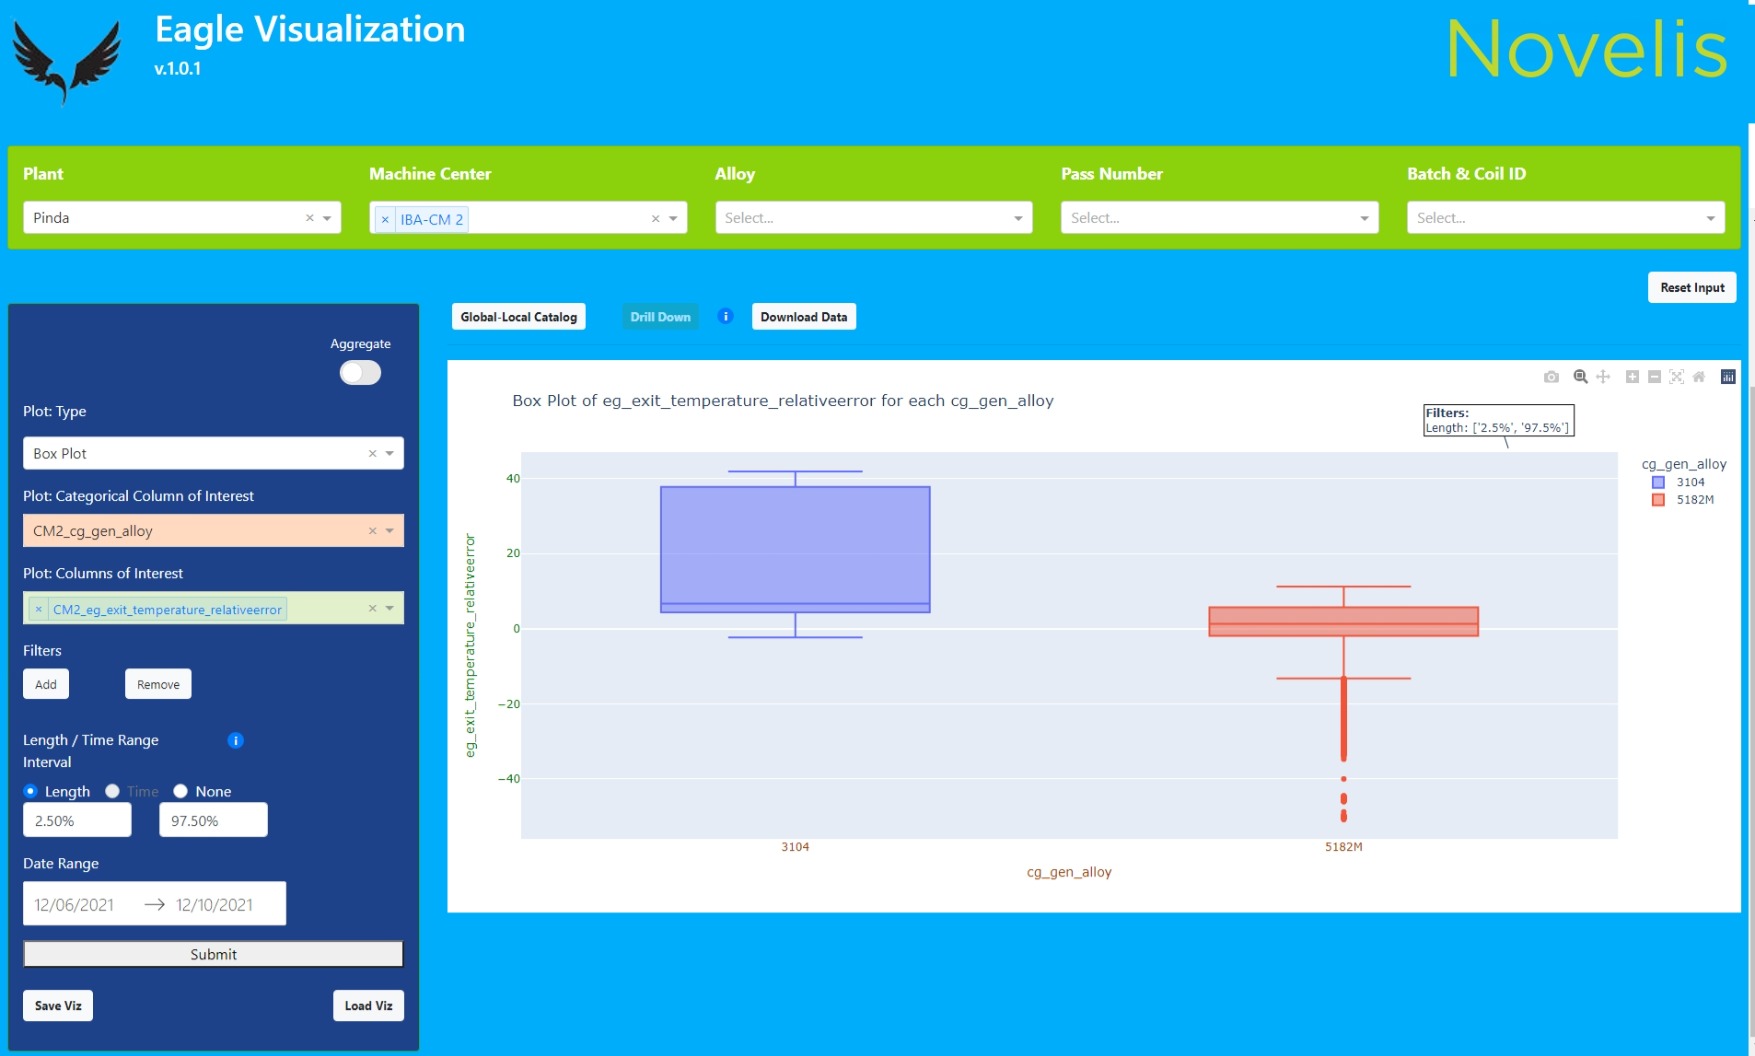 Eagle Visualization
v.1.0.1
Novelis
Plant
Machine Center
Alloy
Pass Number
Batch & Coil ID
Pinda
× IBA-CM 2
Select...
Select...
Select...
Reset Input
Global-Local Catalog
Drill Down
i
Download Data
Aggregate
Plot: Type
Box Plot
Plot: Categorical Column of Interest
CM2_cg_gen_alloy
Plot: Columns of Interest
× CM2_eg_exit_temperature_relativeerror
Filters
Add
Remove
Length / Time Range
Interval
i
Length
Time
None
2.50%
97.50%
Date Range
12/06/2021 → 12/10/2021
Submit
Save Viz
Load Viz
Box Plot of eg_exit_temperature_relativeerror for each cg_gen_alloy
Filters:
Length: ['2.5%', '97.5%']
cg_gen_alloy
3104
5182M
eg_exit_temperature_relativeerror
40
20
0
−20
−40
3104
5182M
cg_gen_alloy